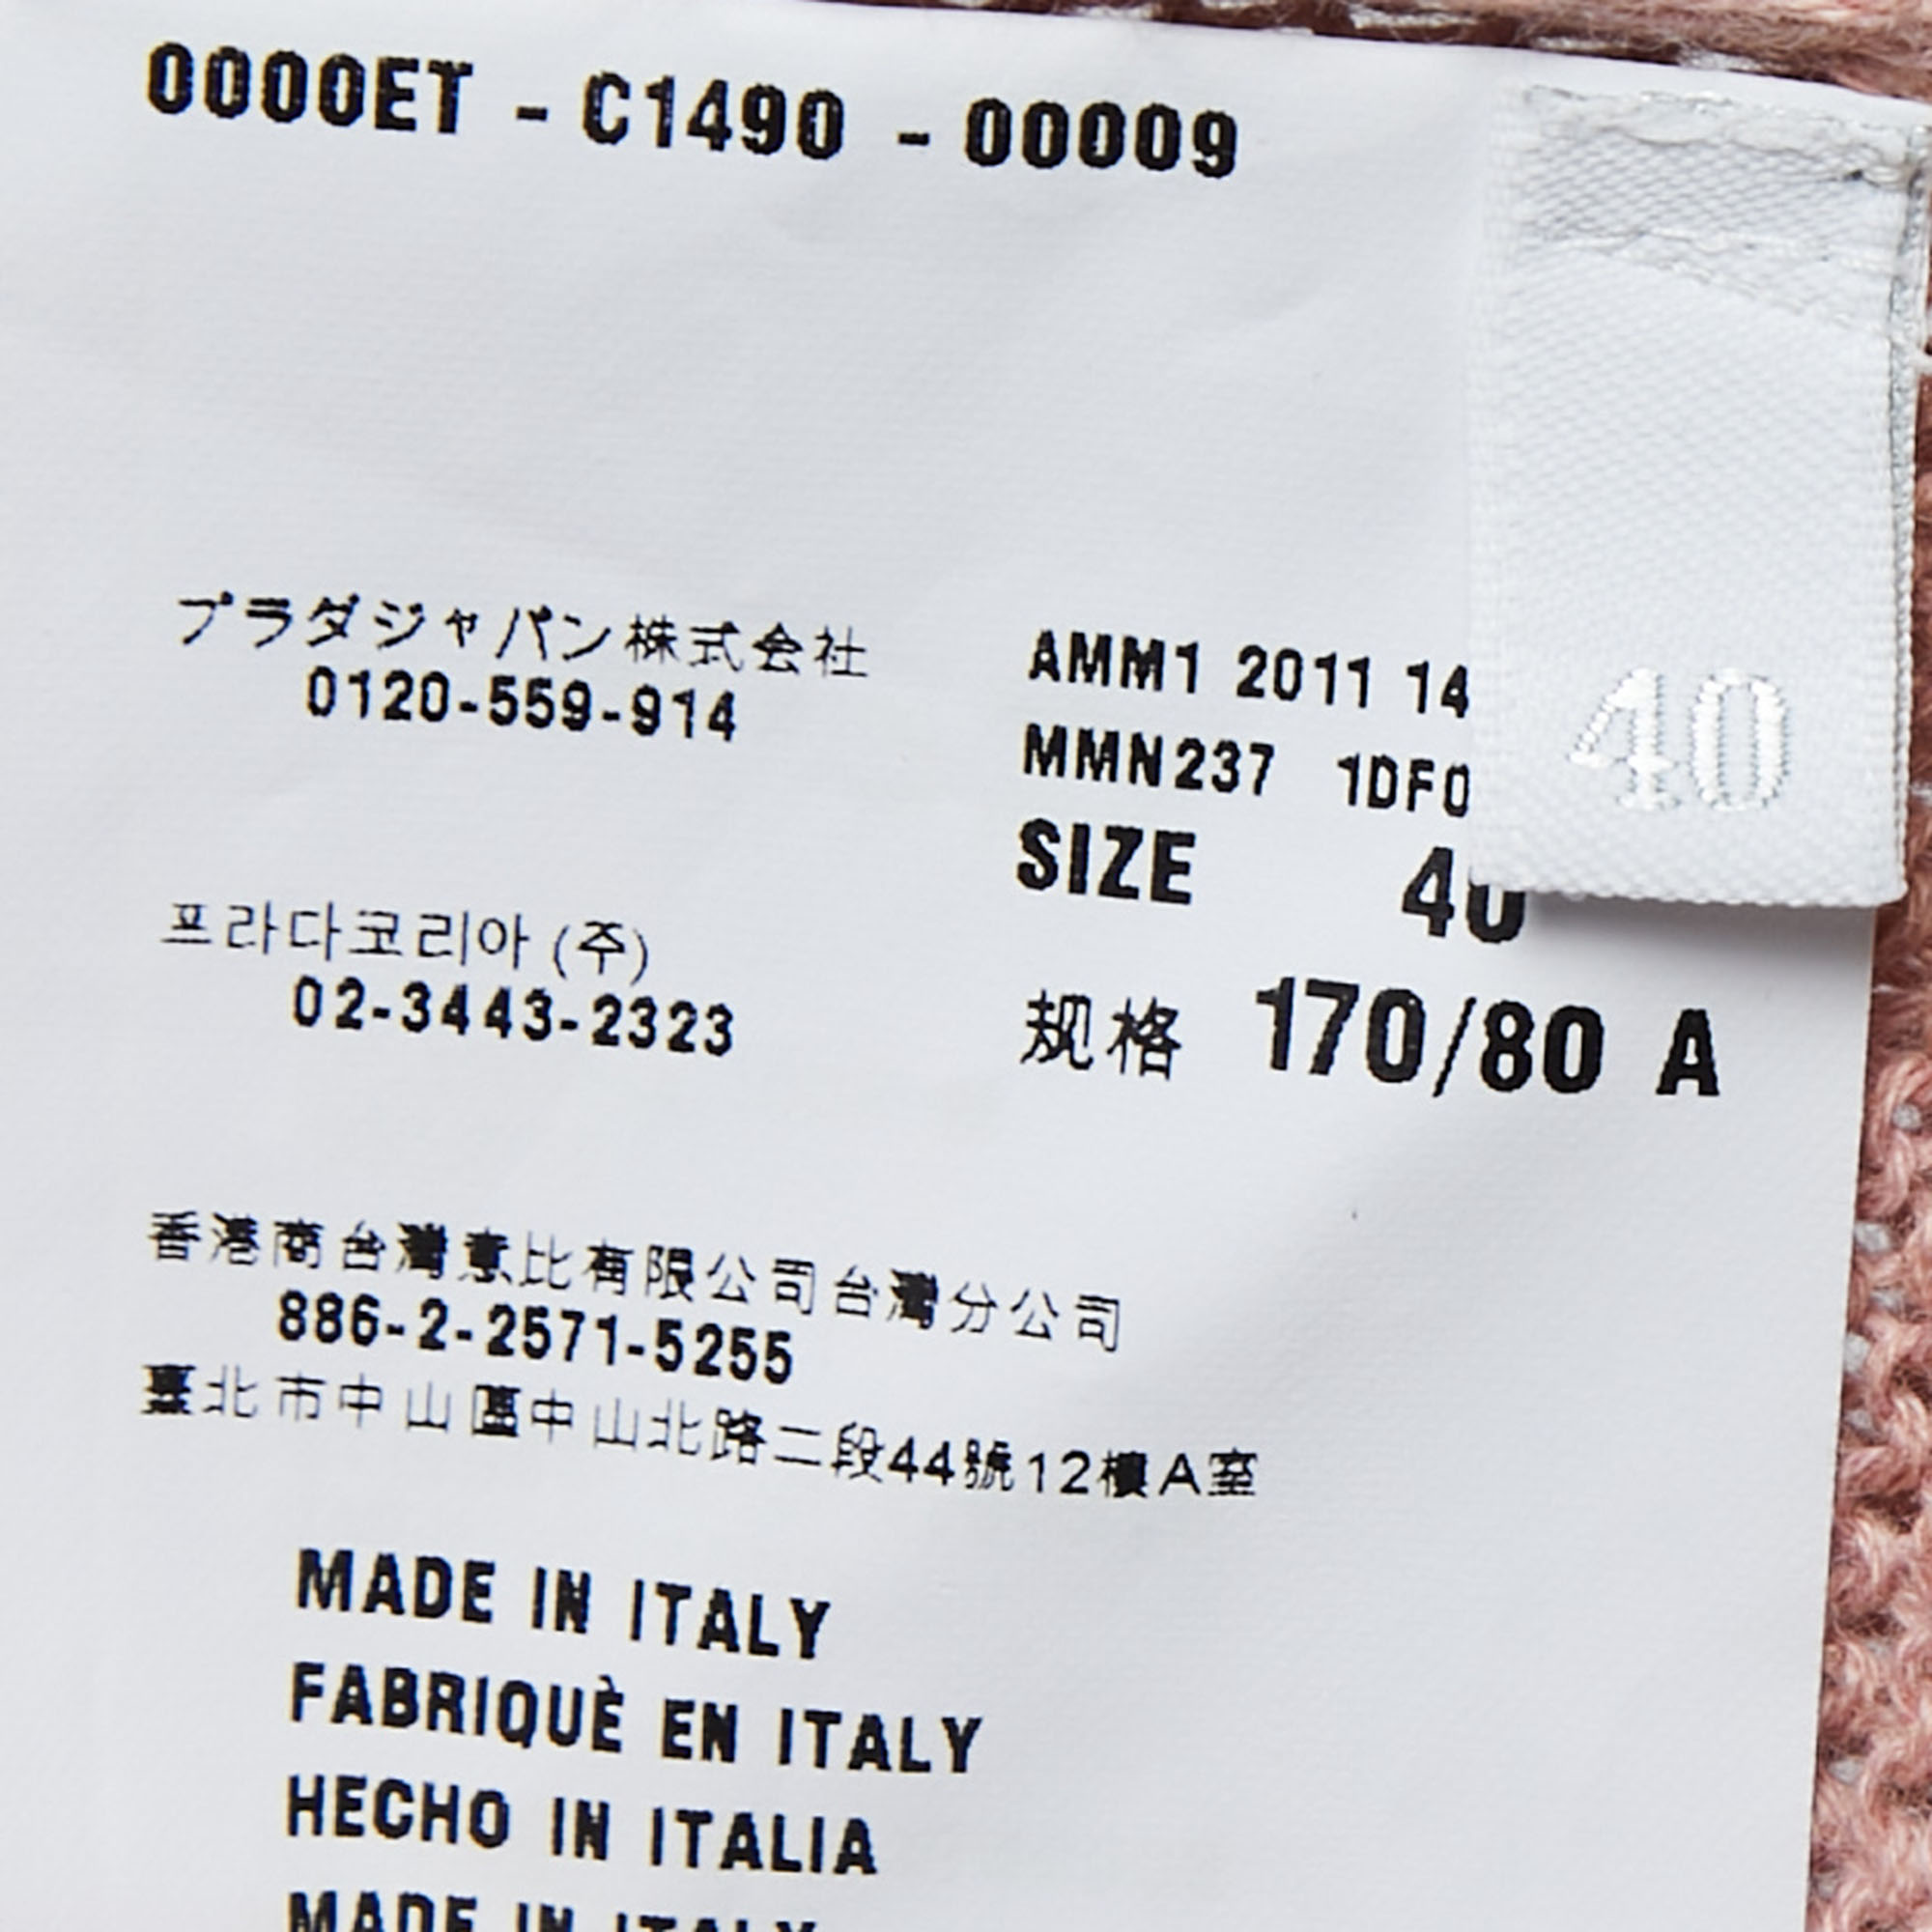 0000ET - C1490 - 00009
プラダジャパン株式会社
0120-559-914
프라다코리아 (주)
02-3443-2323
AMM1 2011 14
MMN237 1DF0
SIZE 40
规格 170/80 A
40
香港商台灣意比有限公司台灣分公司
886-2-2571-5255
臺北市中山區中山北路二段44號12樓A室
MADE IN ITALY
FABRIQUÈ EN ITALY
HECHO IN ITALIA
MADE IN ITALY